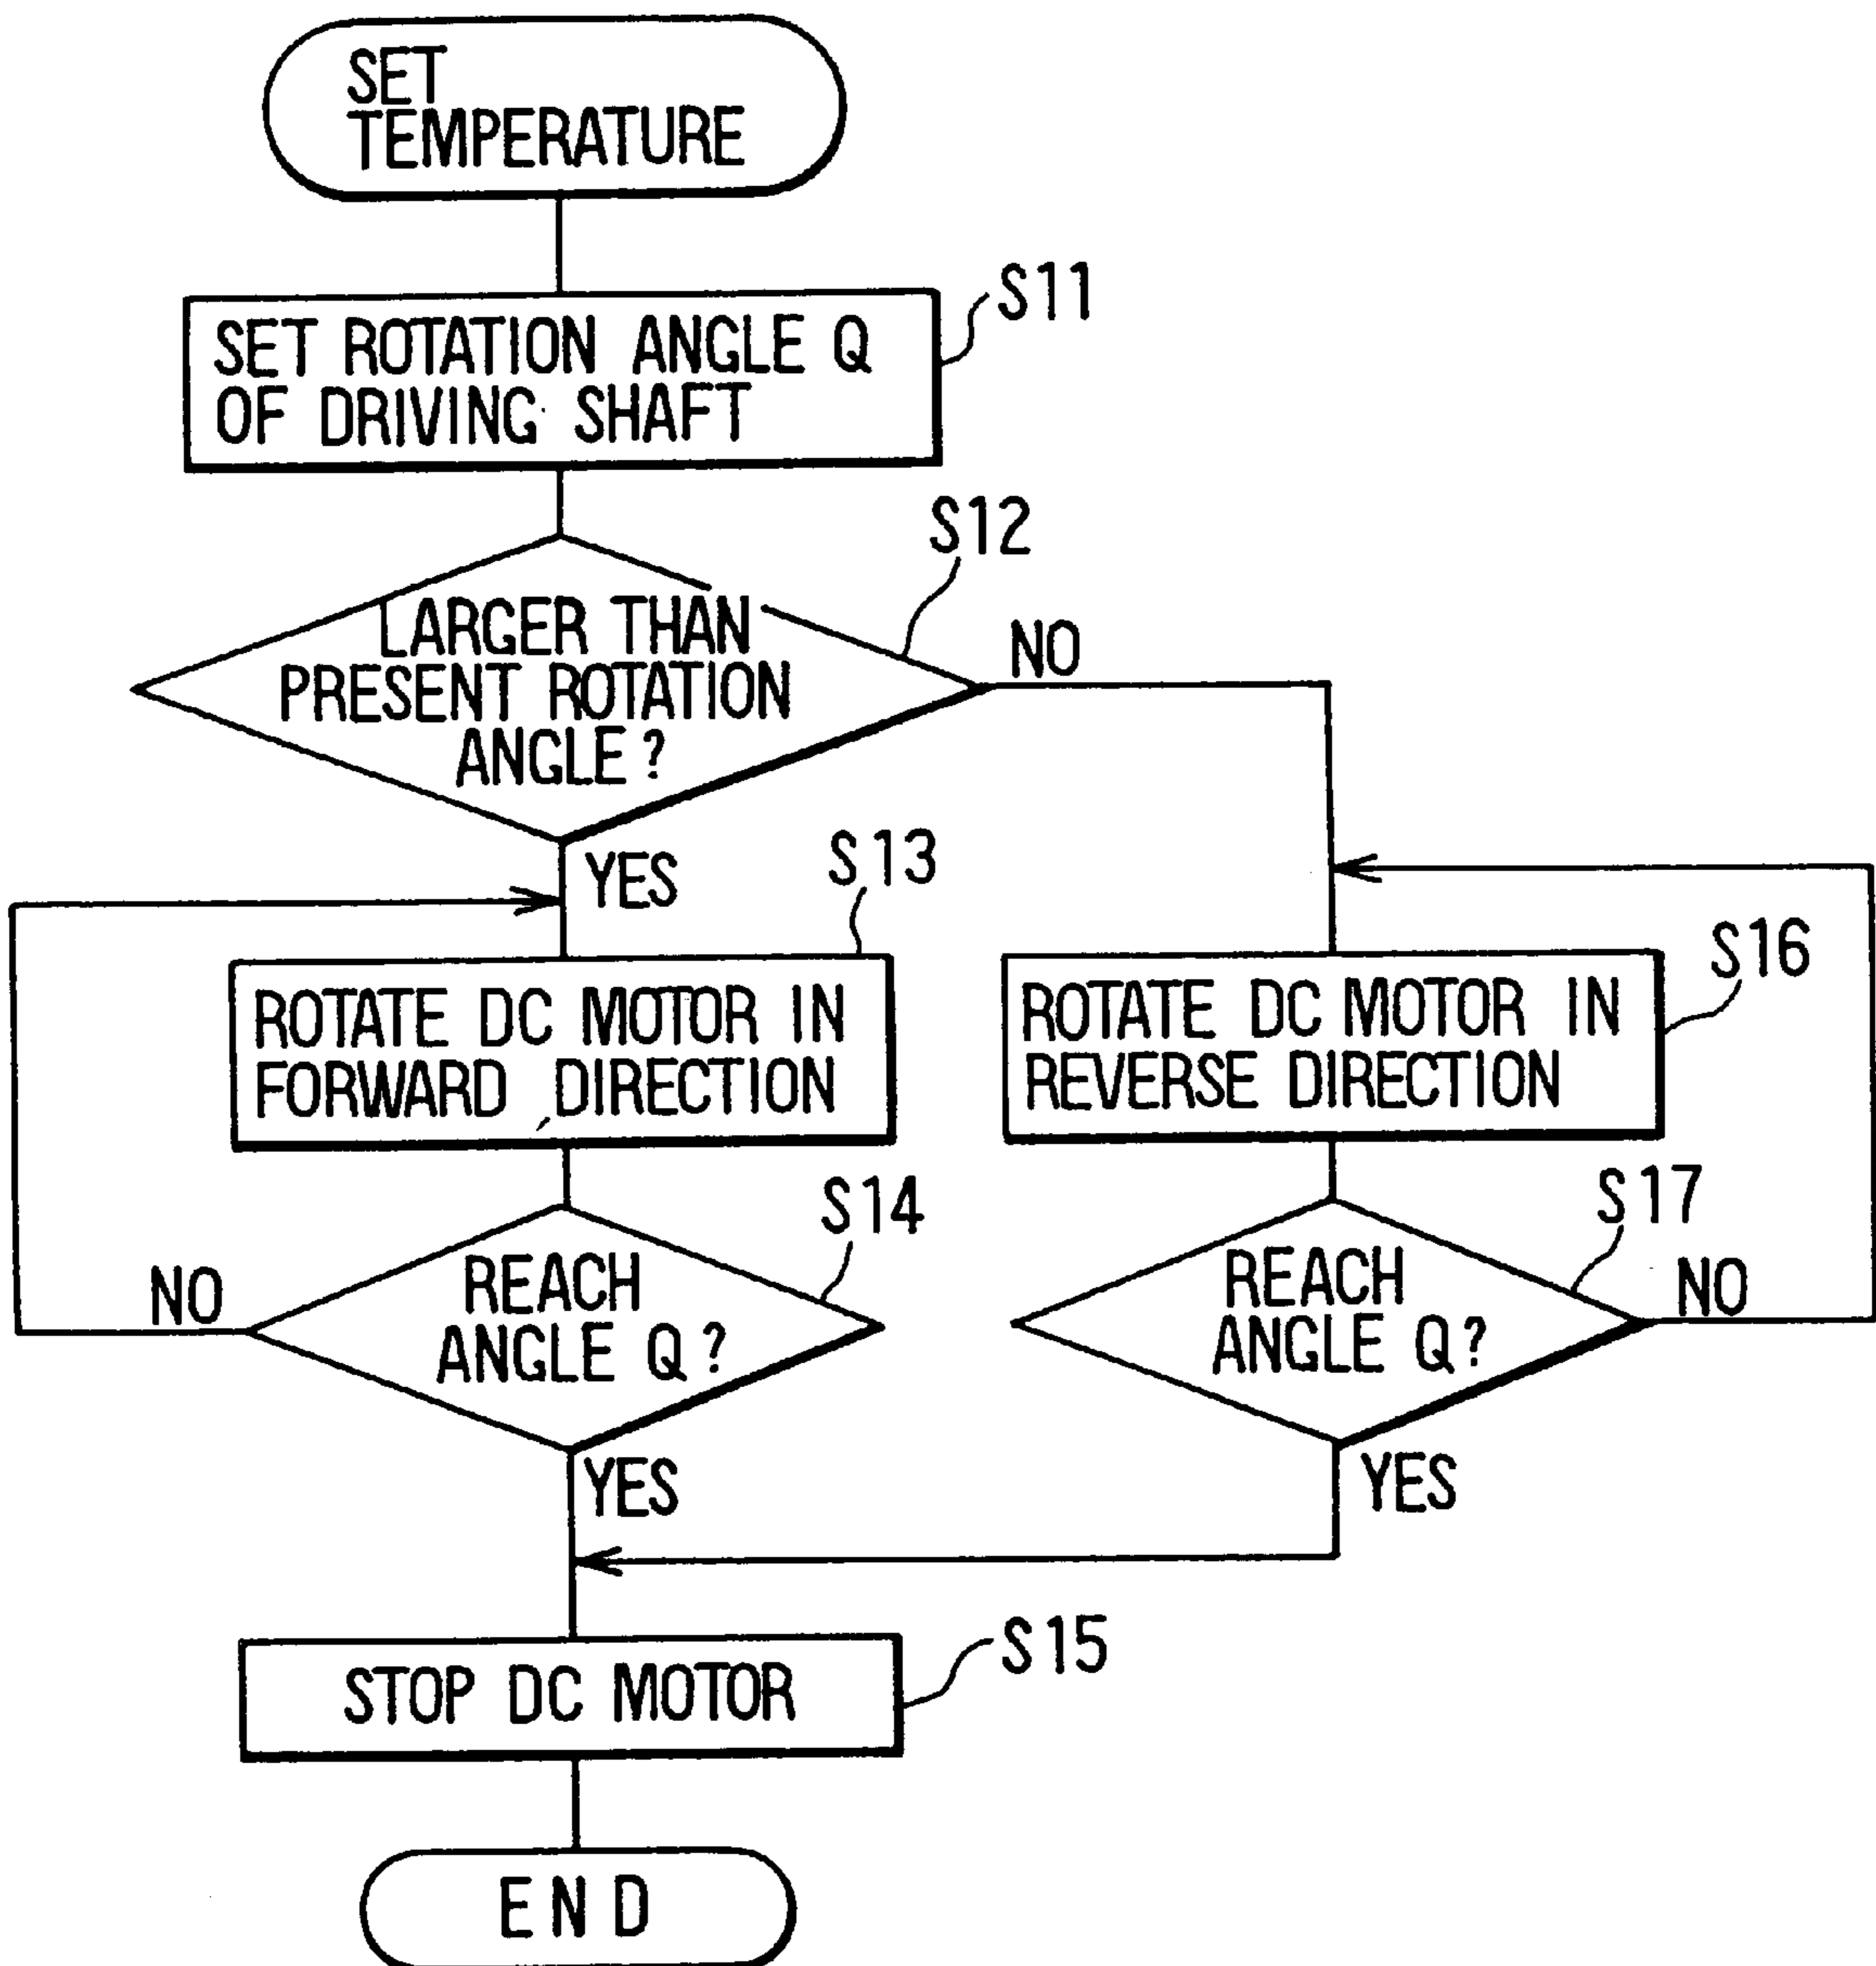 SET
TEMPERATURE
S11
SET ROTATION ANGLE Q
OF DRIVING SHAFT
S12
LARGER THAN
PRESENT ROTATION
ANGLE?
NO
YES
S13
ROTATE DC MOTOR IN
FORWARD DIRECTION
S16
ROTATE DC MOTOR IN
REVERSE DIRECTION
S14
REACH
ANGLE Q?
NO
YES
S17
REACH
ANGLE Q?
NO
YES
S15
STOP DC MOTOR
END